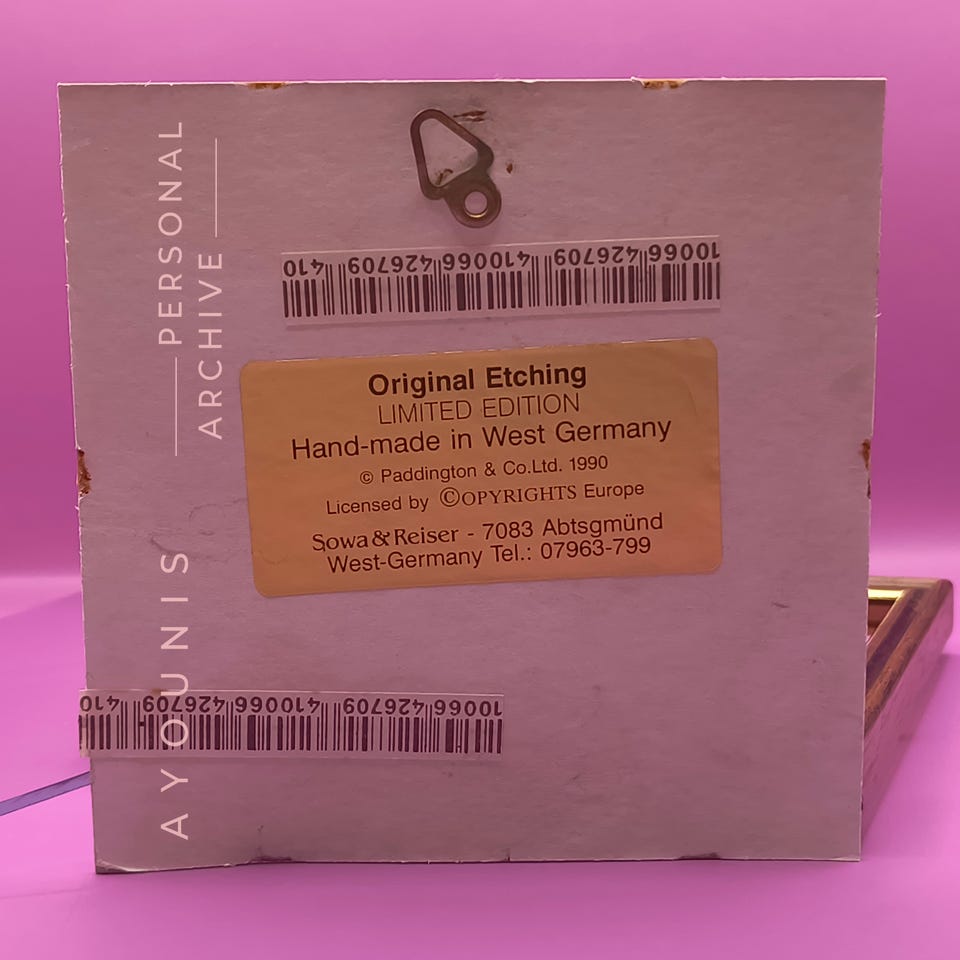 PERSONAL
ARCHIVE
AYOUNIS
10066 426709 410066 426709 410
Original Etching
LIMITED EDITION
Hand-made in West Germany
© Paddington & Co.Ltd. 1990
Licensed by ©OPYRIGHTS Europe
Sowa & Reiser - 7083 Abtsgmünd
West-Germany Tel.: 07963-799
10066 426709 410066 426709 410